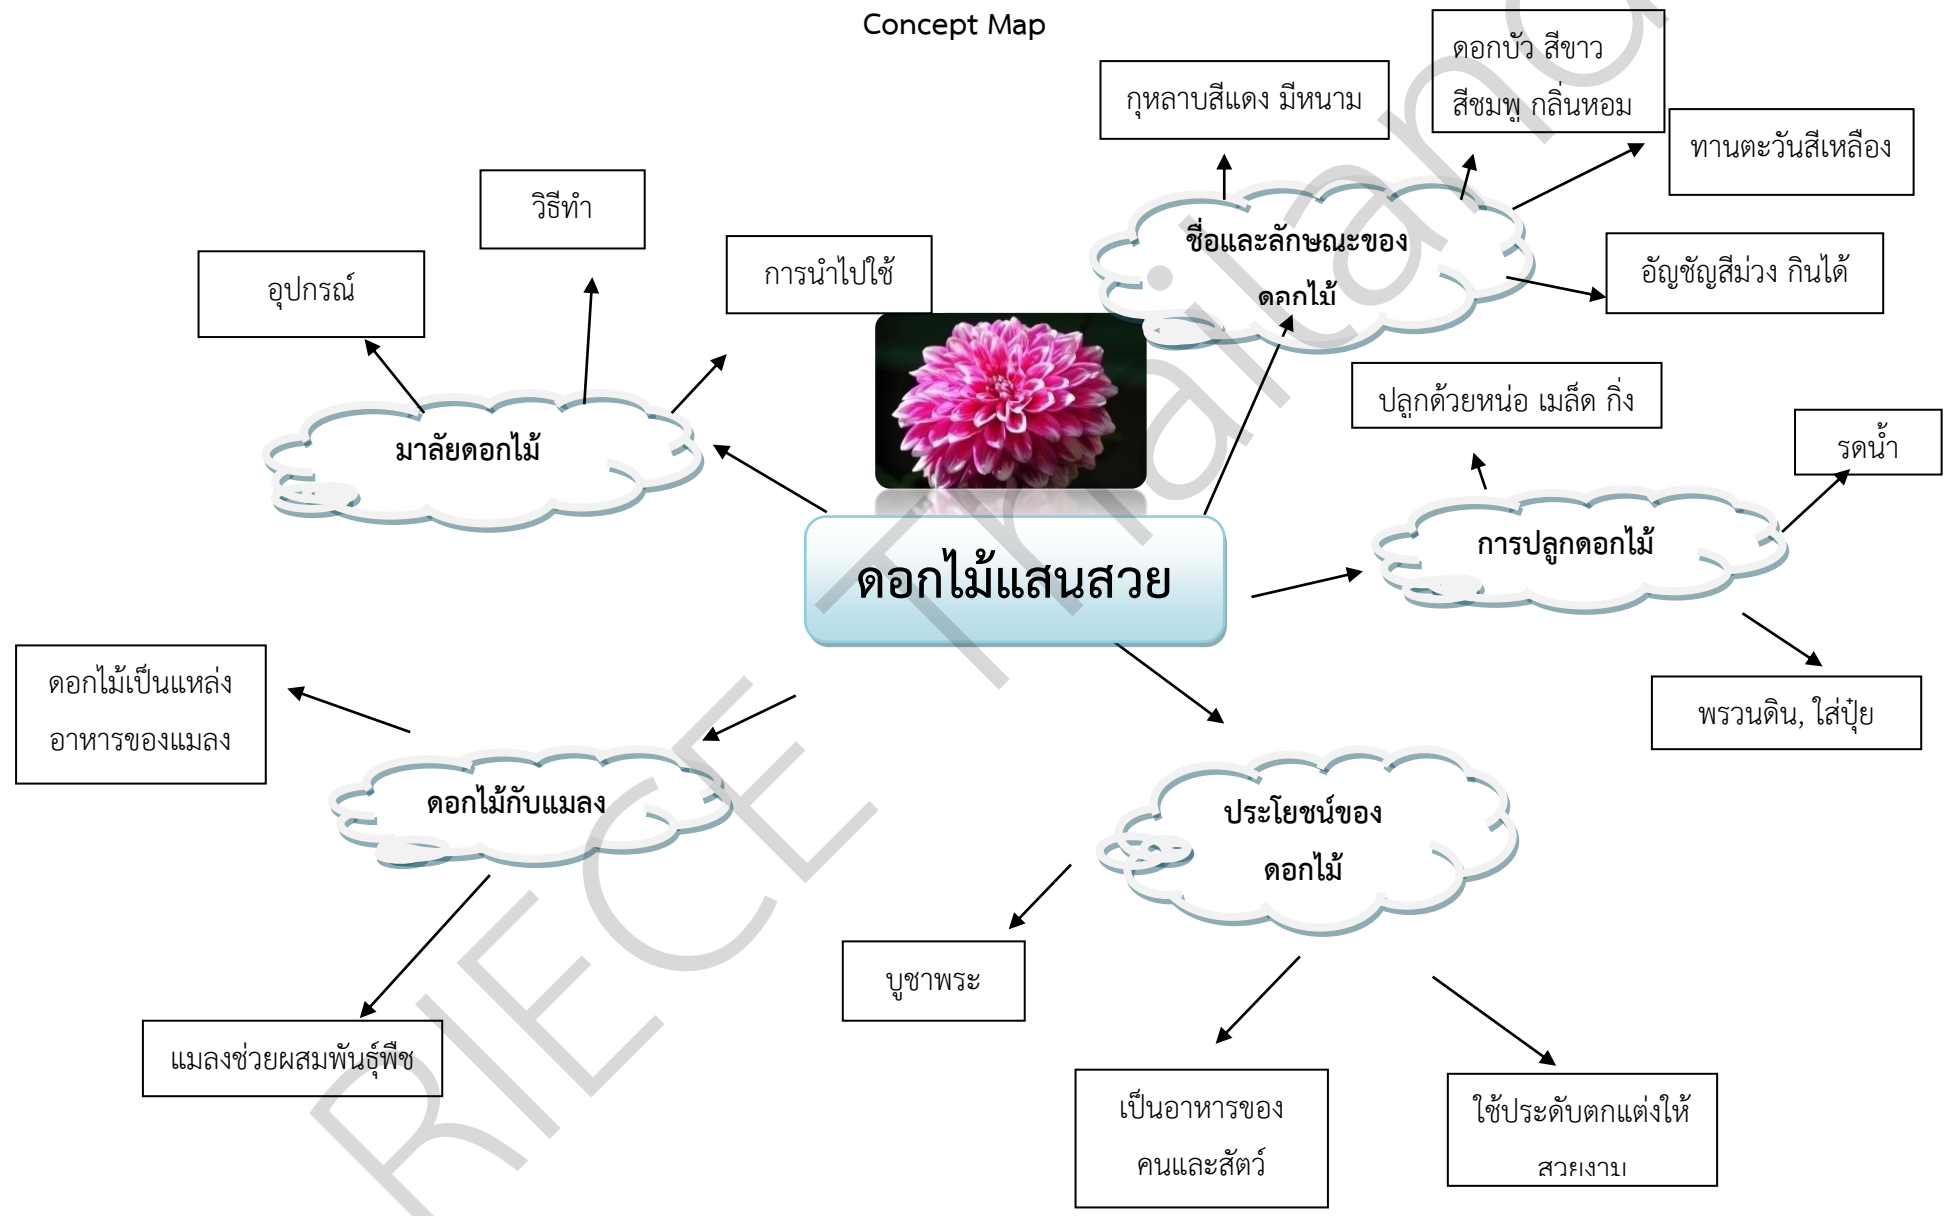 Concept Map
ดอกบัว สีขาว
สีชมพู กลิ่นหอม
กุหลาบสีแดง มีหนาม
ทานตะวันสีเหลือง
วิธีทำ
ชื่อและลักษณะของ
ดอกไม้
อัญชัญสีม่วง กินได้
การนำไปใช้
อุปกรณ์
ปลูกด้วยหน่อ เมล็ด กิ่ง
รดน้ำ
มาลัยดอกไม้
การปลูกดอกไม้
ดอกไม้แสนสวย
ดอกไม้เป็นแหล่ง
อาหารของแมลง
พรวนดิน, ใส่ปุ๋ย
ดอกไม้กับแมลง
ประโยชน์ของ
ดอกไม้
บูชาพระ
แมลงช่วยผสมพันธุ์พืช
เป็นอาหารของ
คนและสัตว์
ใช้ประดับตกแต่งให้
สวยงาม
RIECE Thailand